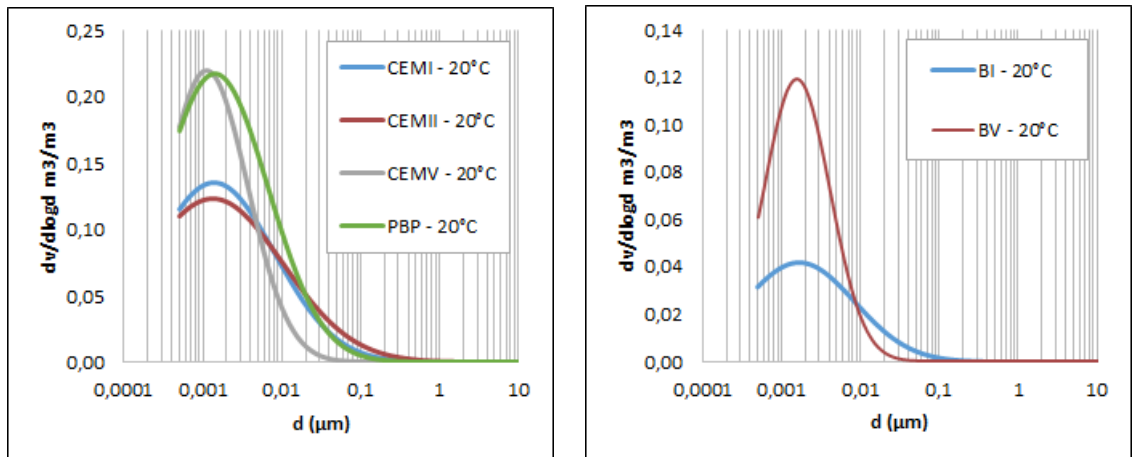 dv/dlogd m3/m3
0,25
0,20
0,15
0,10
0,05
0,00
0,0001 0,001 0,01 0,1 1 10
d (µm)
CEMI - 20°C
CEMII - 20°C
CEMV - 20°C
PBP - 20°C
dv/dlogd m3/m3
0,14
0,12
0,10
0,08
0,06
0,04
0,02
0,00
0,0001 0,001 0,01 0,1 1 10
d (µm)
BI - 20°C
BV - 20°C